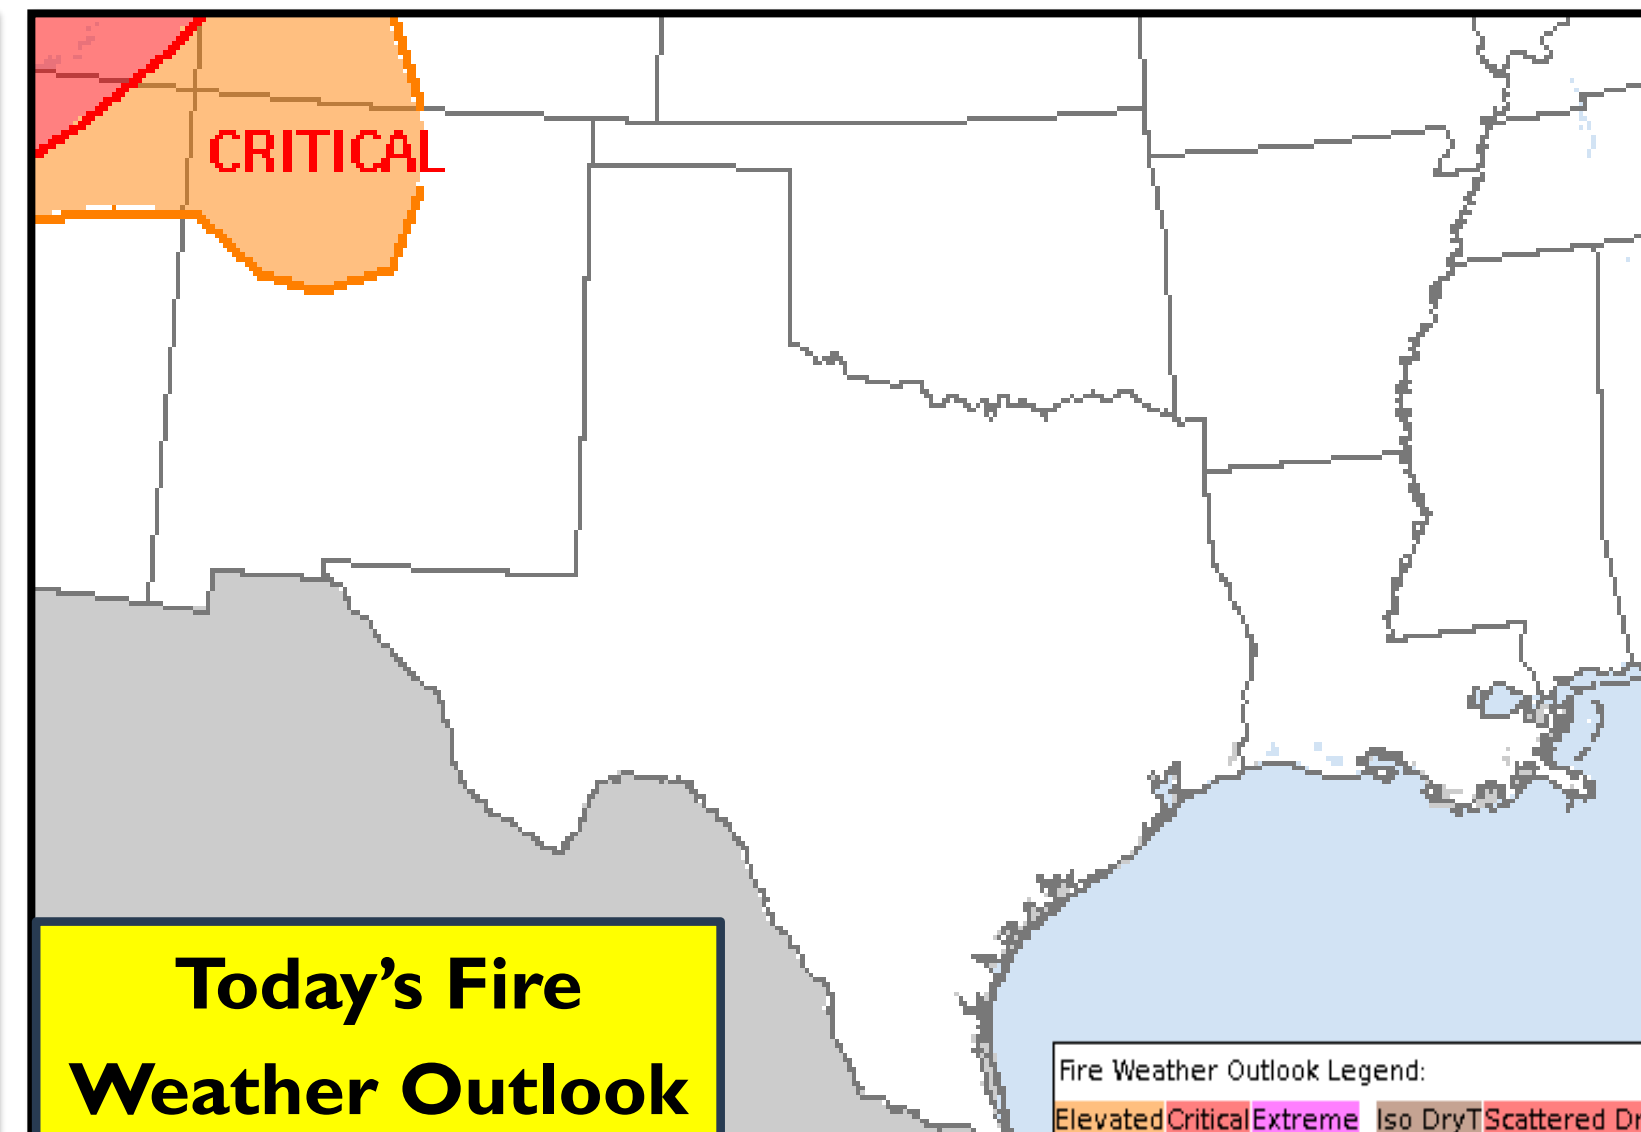 CRITICAL
Today's Fire
Weather Outlook
Fire Weather Outlook Legend:
Elevated Critical Extreme Iso DryT Scattered Dr